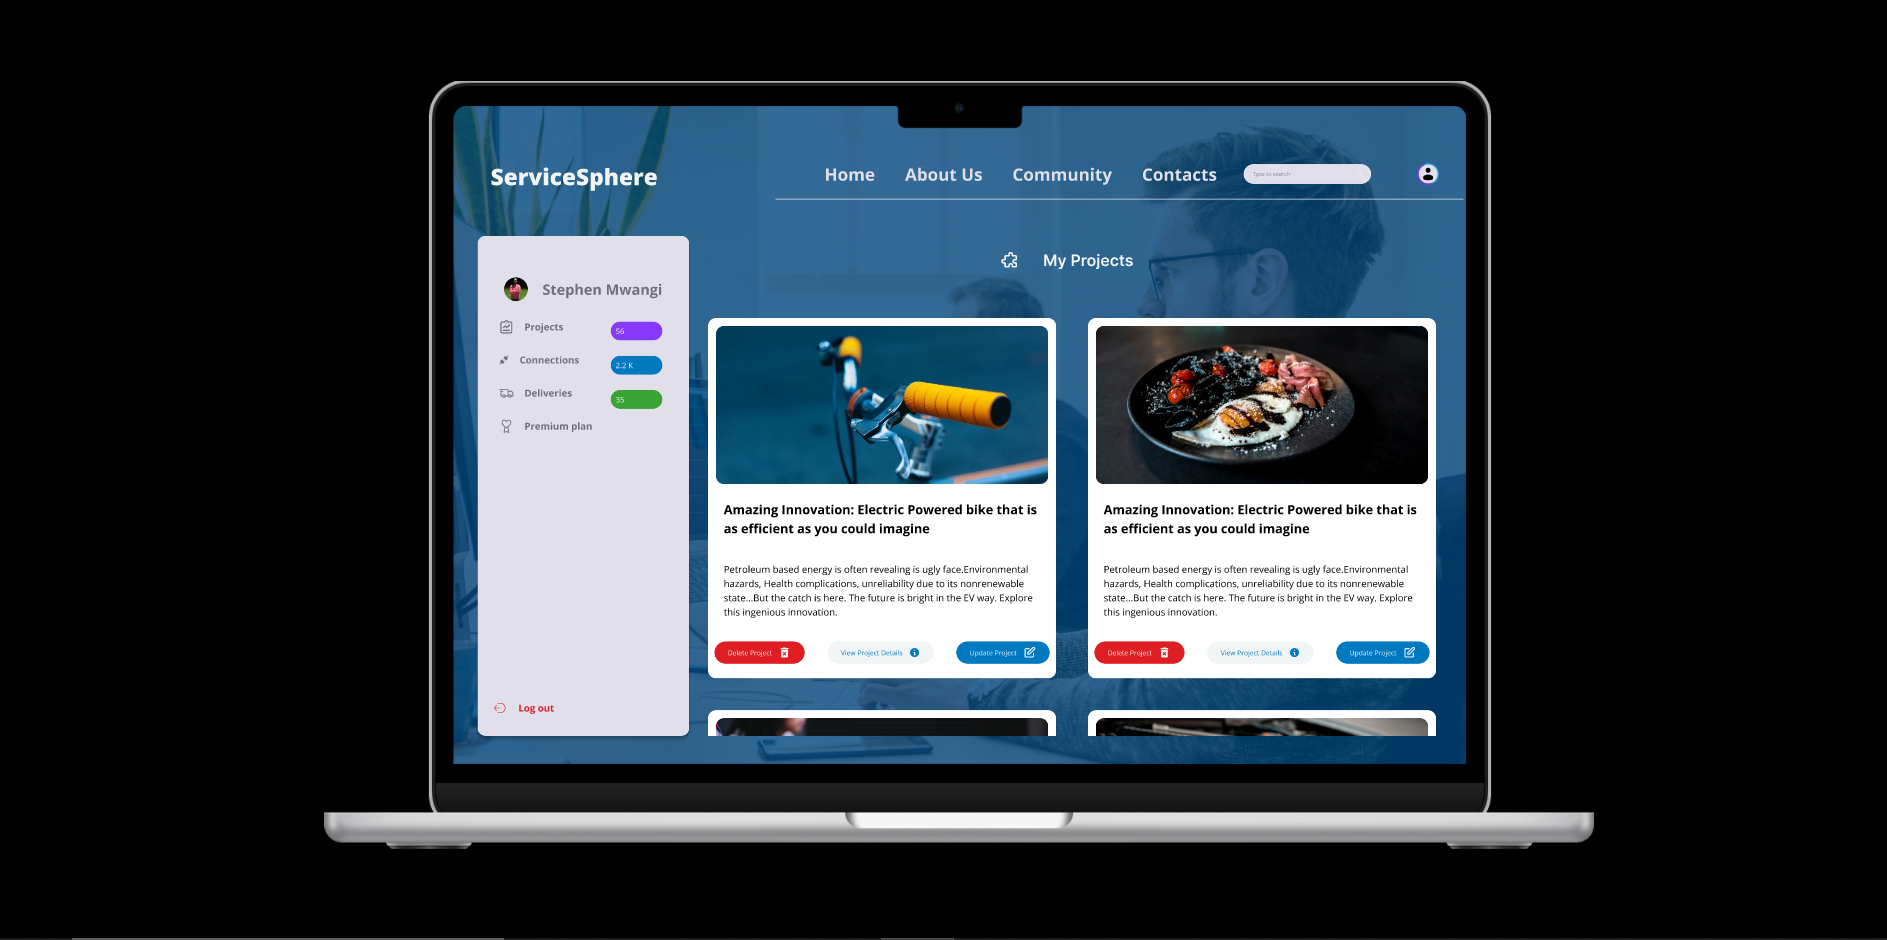 ServiceSphere
Home About Us Community Contacts Type to search
My Projects
Stephen Mwangi
Projects 56
Connections 2.2 K
Deliveries 35
Premium plan
Log out
Amazing Innovation: Electric Powered bike that is
as efficient as you could imagine
Petroleum based energy is often revealing is ugly face.Environmental
hazards, Health complications, unreliability due to its nonrenewable
state...But the catch is here. The future is bright in the EV way. Explore
this ingenious innovation.
Delete Project View Project Details Update Project
Amazing Innovation: Electric Powered bike that is
as efficient as you could imagine
Petroleum based energy is often revealing is ugly face.Environmental
hazards, Health complications, unreliability due to its nonrenewable
state...But the catch is here. The future is bright in the EV way. Explore
this ingenious innovation.
Delete Project View Project Details Update Project